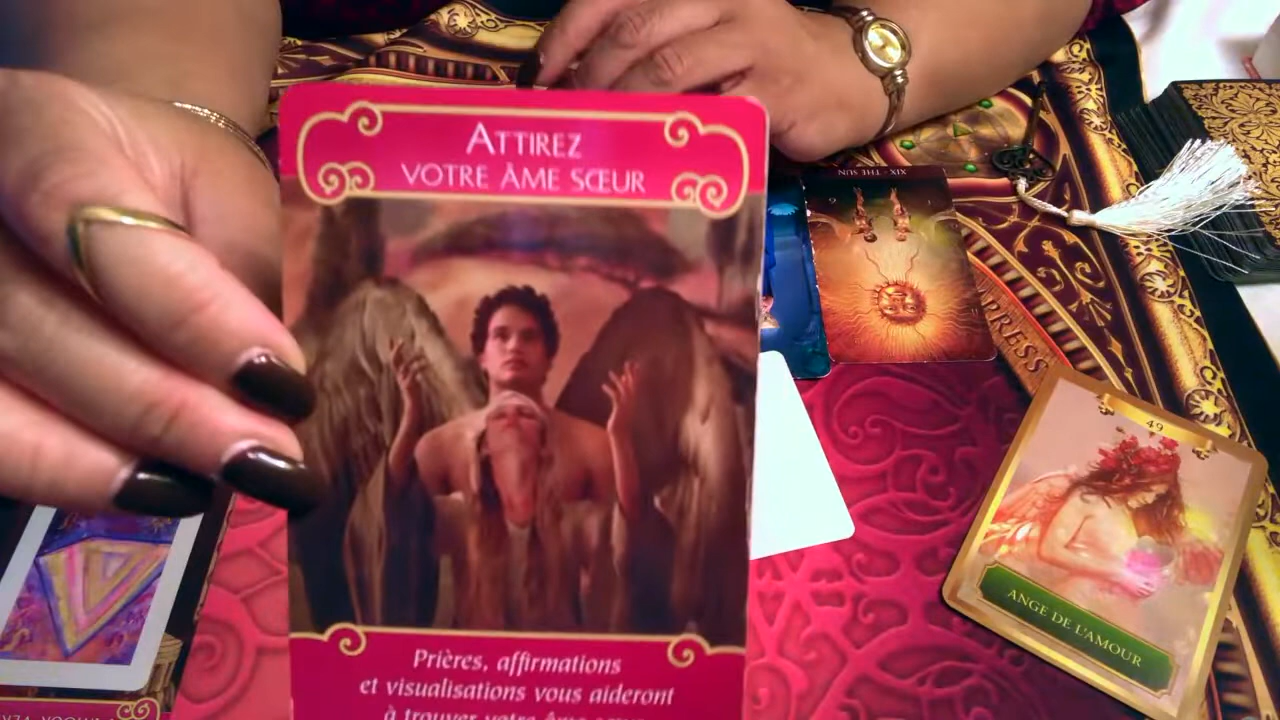 ATTIREZ
VOTRE ÂME SŒUR
Prières, affirmations
et visualisations vous aideront
à trouver votre âme sœur
XIX · THE SUN
PRESS
49
ANGE DE L'AMOUR